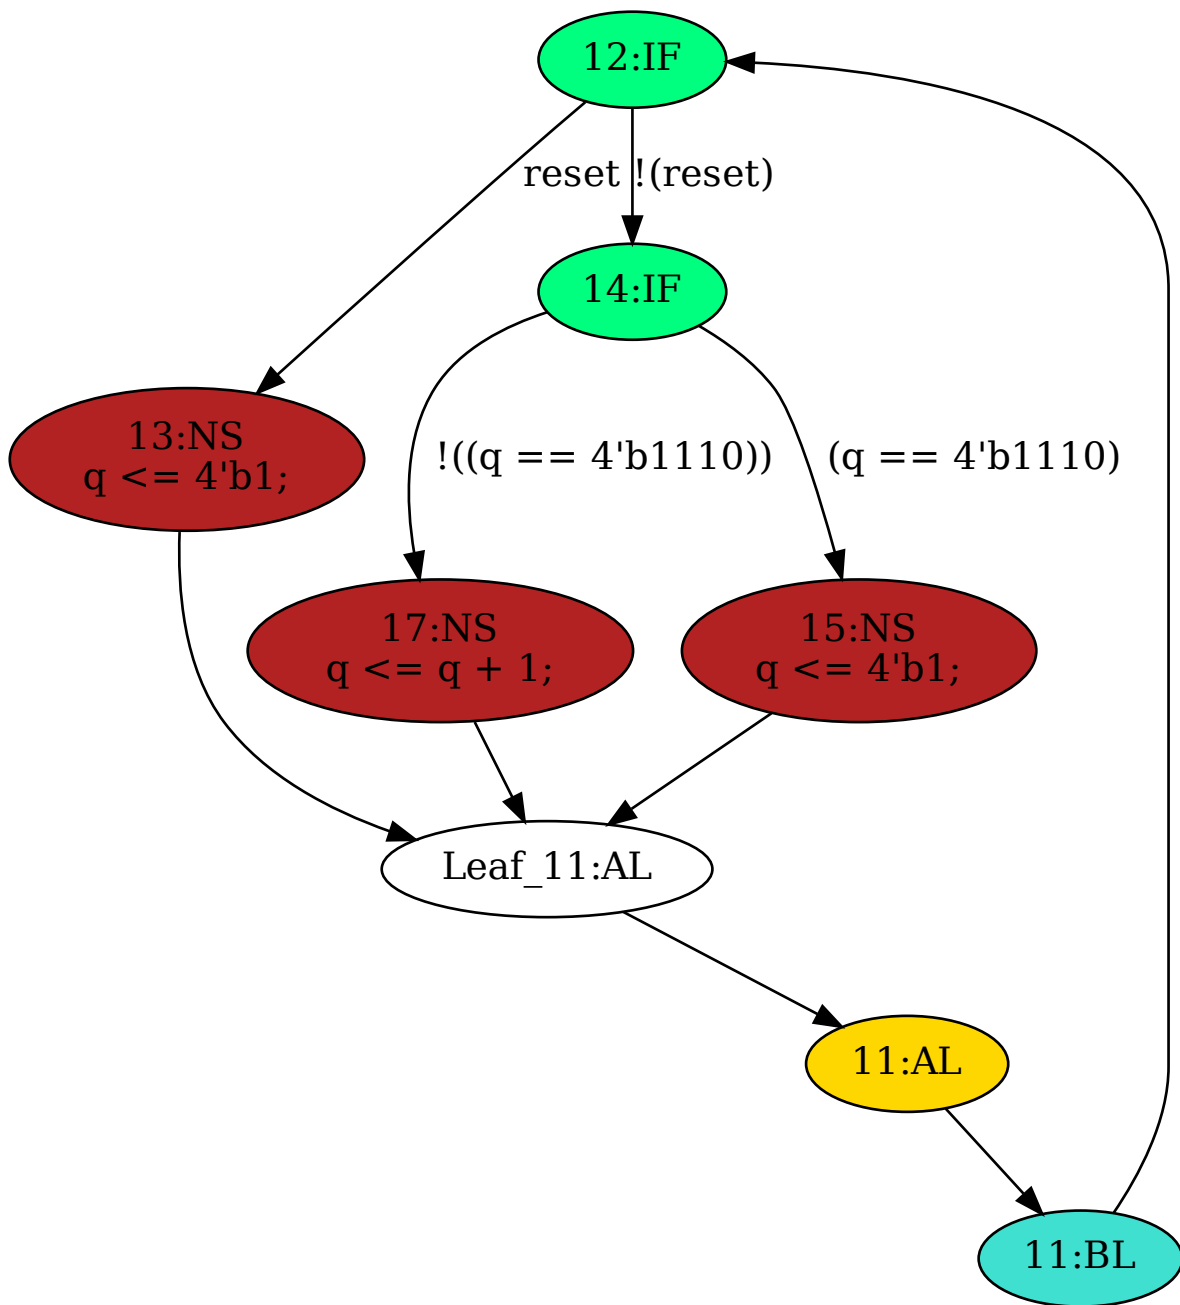 12:IF
reset
!(reset)
14:IF
13:NS
q <= 4'b1;
!((q == 4'b1110))
(q == 4'b1110)
17:NS
q <= q + 1;
15:NS
q <= 4'b1;
Leaf_11:AL
11:AL
11:BL